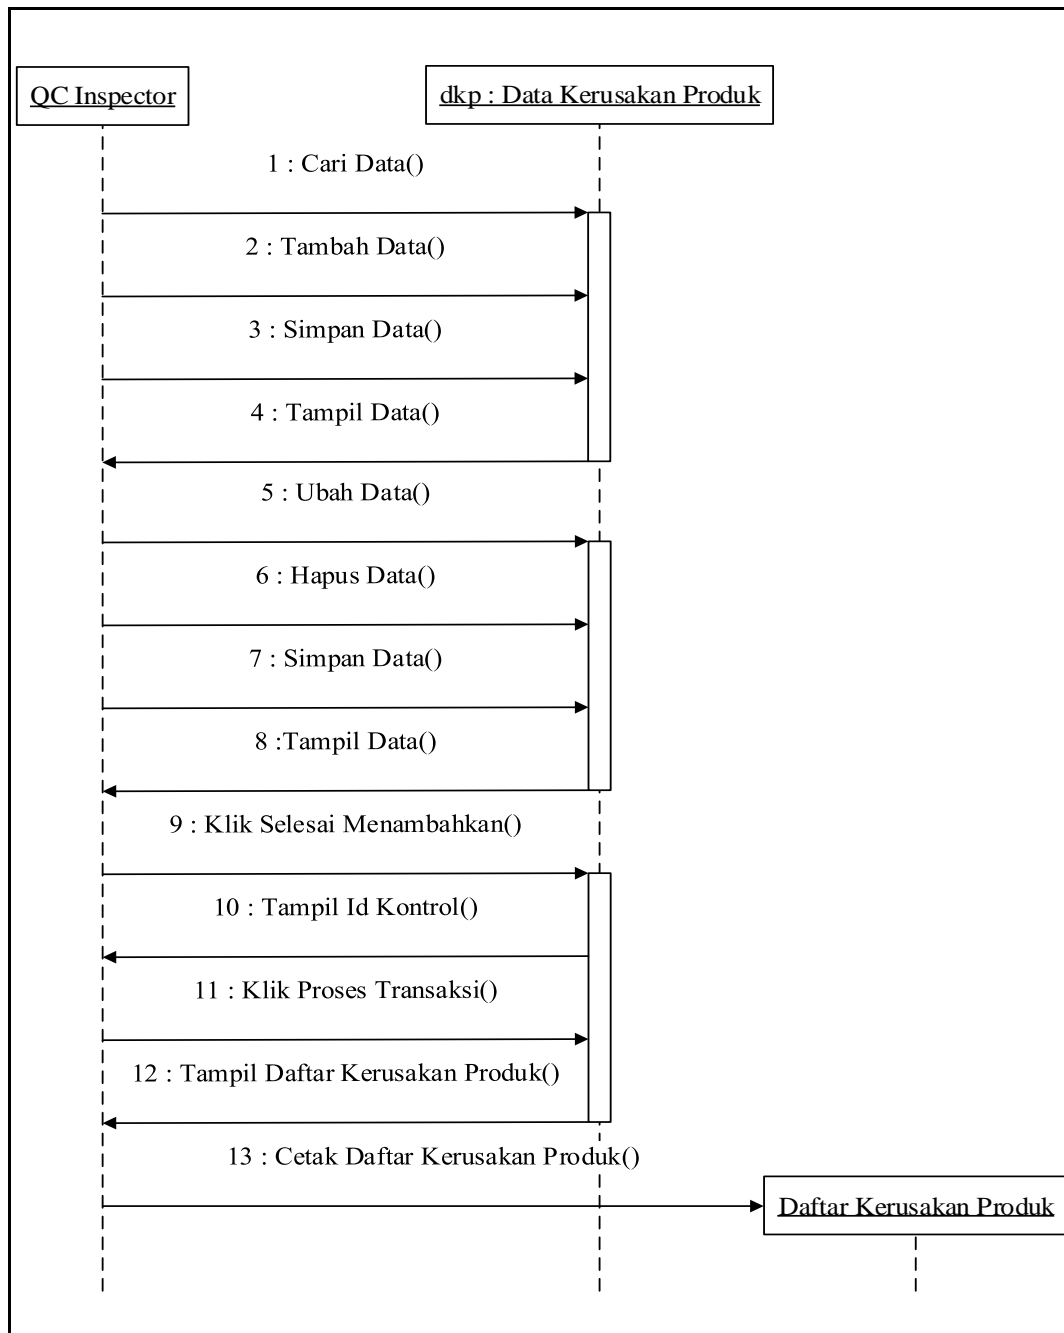 QC Inspector
dkp : Data Kerusakan Produk
1 : Cari Data()
2 : Tambah Data()
3 : Simpan Data()
4 : Tampil Data()
5 : Ubah Data()
6 : Hapus Data()
7 : Simpan Data()
8 :Tampil Data()
9 : Klik Selesai Menambahkan()
10 : Tampil Id Kontrol()
11 : Klik Proses Transaksi()
12 : Tampil Daftar Kerusakan Produk()
13 : Cetak Daftar Kerusakan Produk()
Daftar Kerusakan Produk